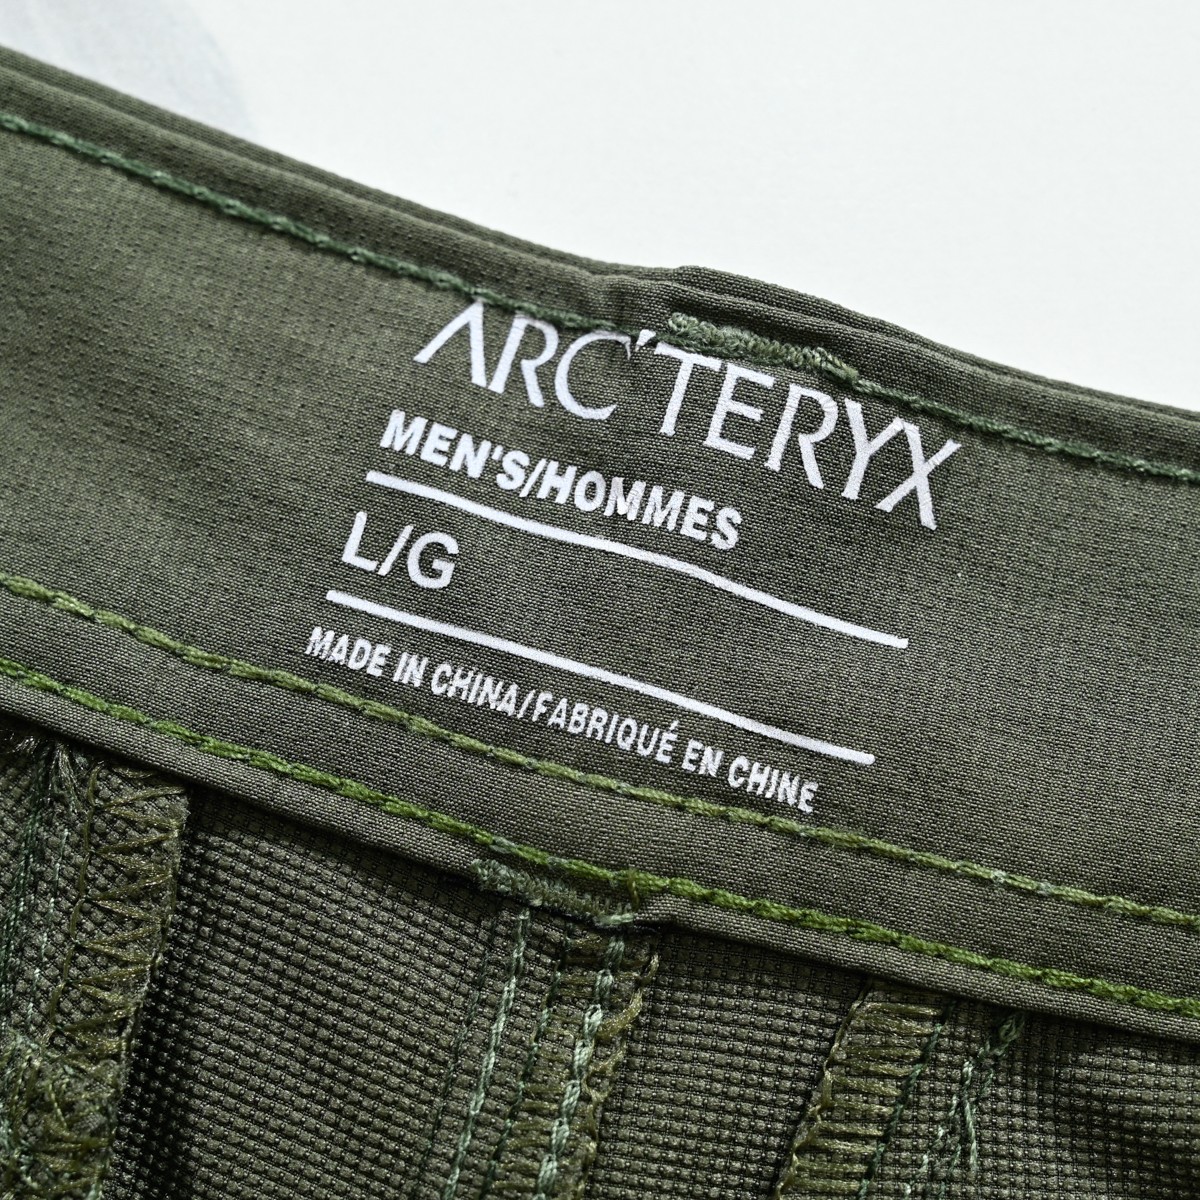 ARC'TERYX
MEN'S/HOMMES
L/G
MADE IN CHINA/FABRIQUÉ EN CHINE